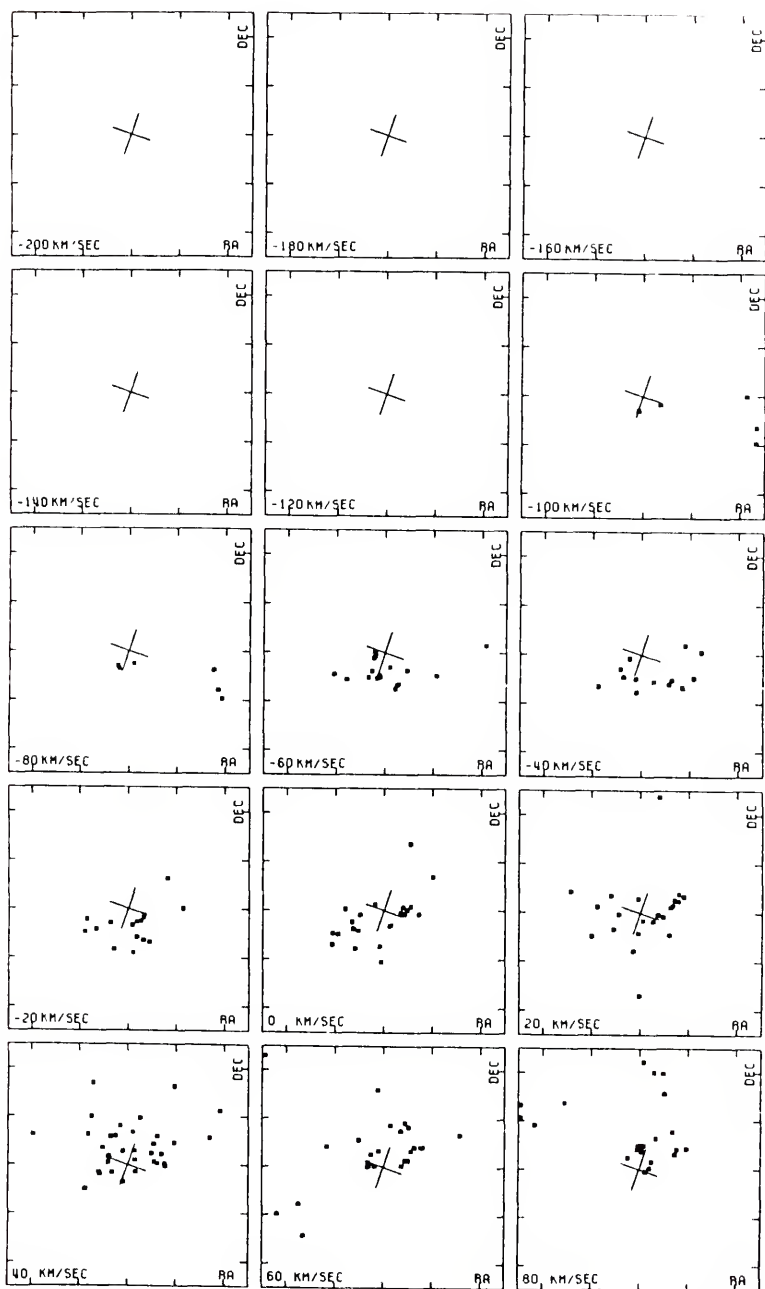 DEC
-200 KM/SEC RA
DEC
-180 KM/SEC RA
DEC
-160 KM/SEC RA
DEC
-140 KM/SEC RA
DEC
-120 KM/SEC RA
DEC
-100 KM/SEC RA
DEC
-80 KM/SEC RA
DEC
-60 KM/SEC RA
DEC
-40 KM/SEC RA
DEC
-20 KM/SEC RA
DEC
0 KM/SEC RA
DEC
20 KM/SEC RA
DEC
40 KM/SEC RA
DEC
60 KM/SEC RA
DEC
80 KM/SEC RA